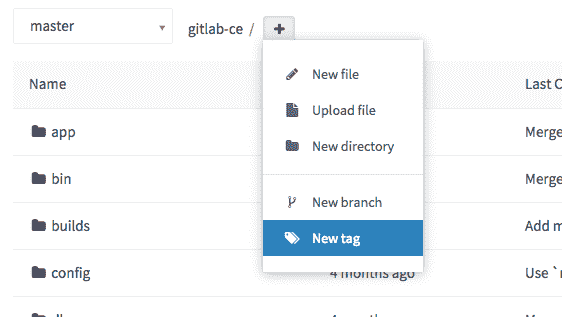 master
gitlab-ce /
New file
Name
Last C
Upload file
app
New directory
Merge
bin
Merge
New branch
builds
Add m
New tag
config
4 months ago
Use `r